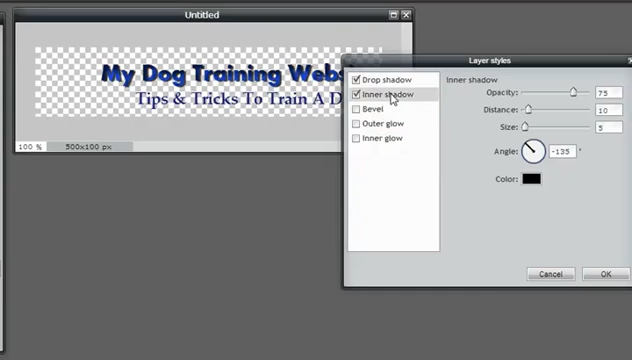 Untitled
My Dog Training Webs
Tips & Tricks To Train A D
100 %
500x100 px
Layer styles
Drop shadow
Inner shadow
Bevel
Outer glow
Inner glow
Inner shadow
Opacity: 75
Distance: 10
Size: 5
Angle: -135 °
Color:
Cancel
OK